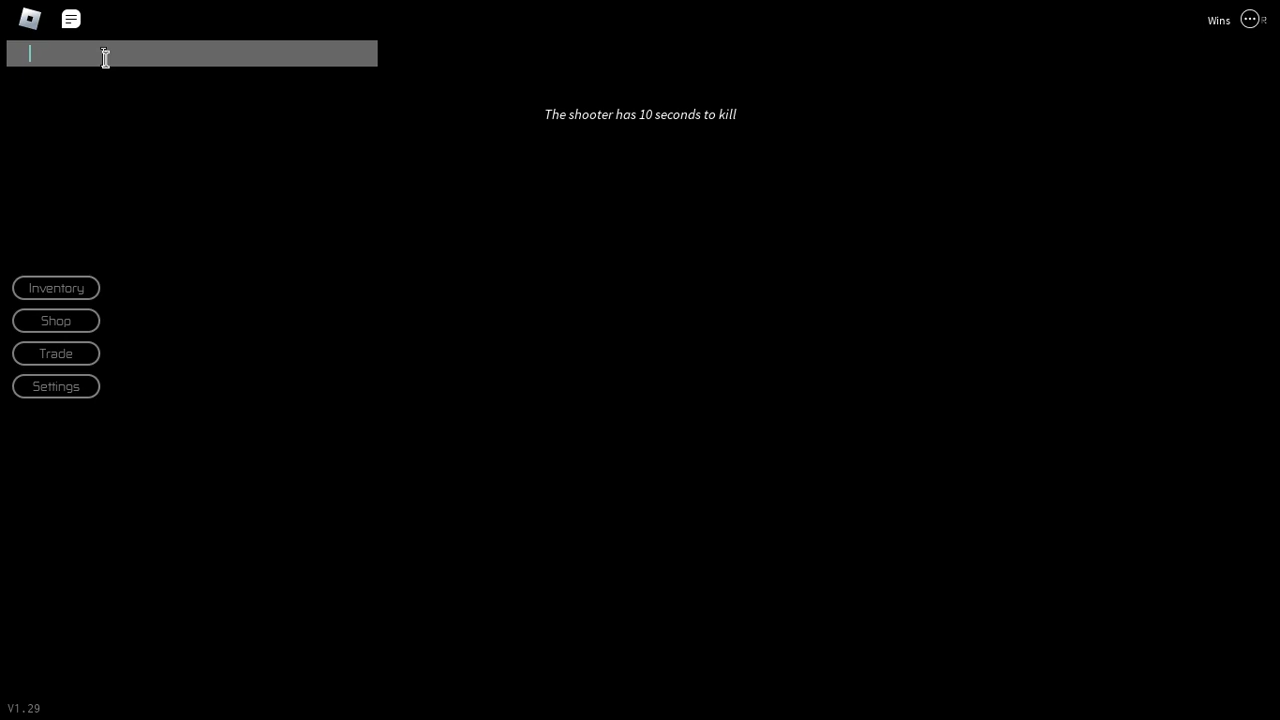 Wins
R
The shooter has 10 seconds to kill
Inventory
Shop
Trade
Settings
V1.29